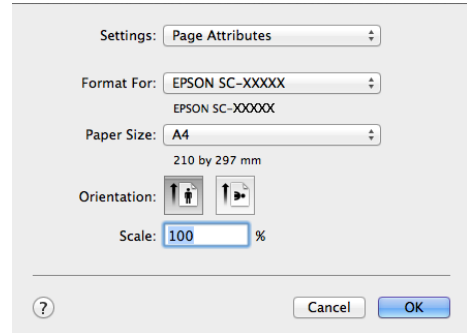 Settings: Page Attributes
Format For: EPSON SC-XXXXX
EPSON SC-XXXXX
Paper Size: A4
210 by 297 mm
Orientation:
Scale: 100 %
? Cancel OK